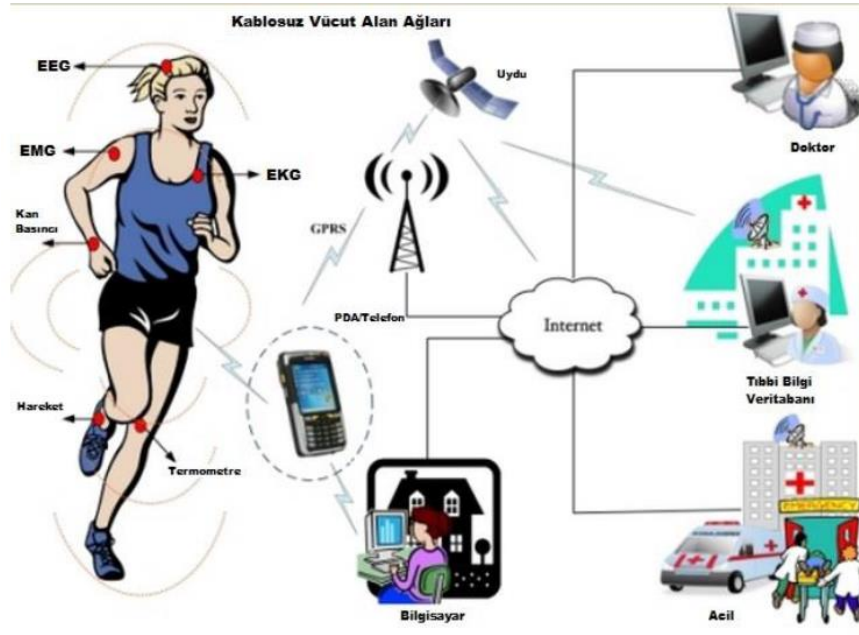 Kablosuz Vücut Alan Ağları
EEG
Uydu
EMG
EKG
Doktor
Kan
Basıncı
GPRS
PDA/Telefon
Internet
Hareket
Termometre
Tıbbi Bilgi
Veritabanı
EMERGENCY
Bilgisayar
Acil